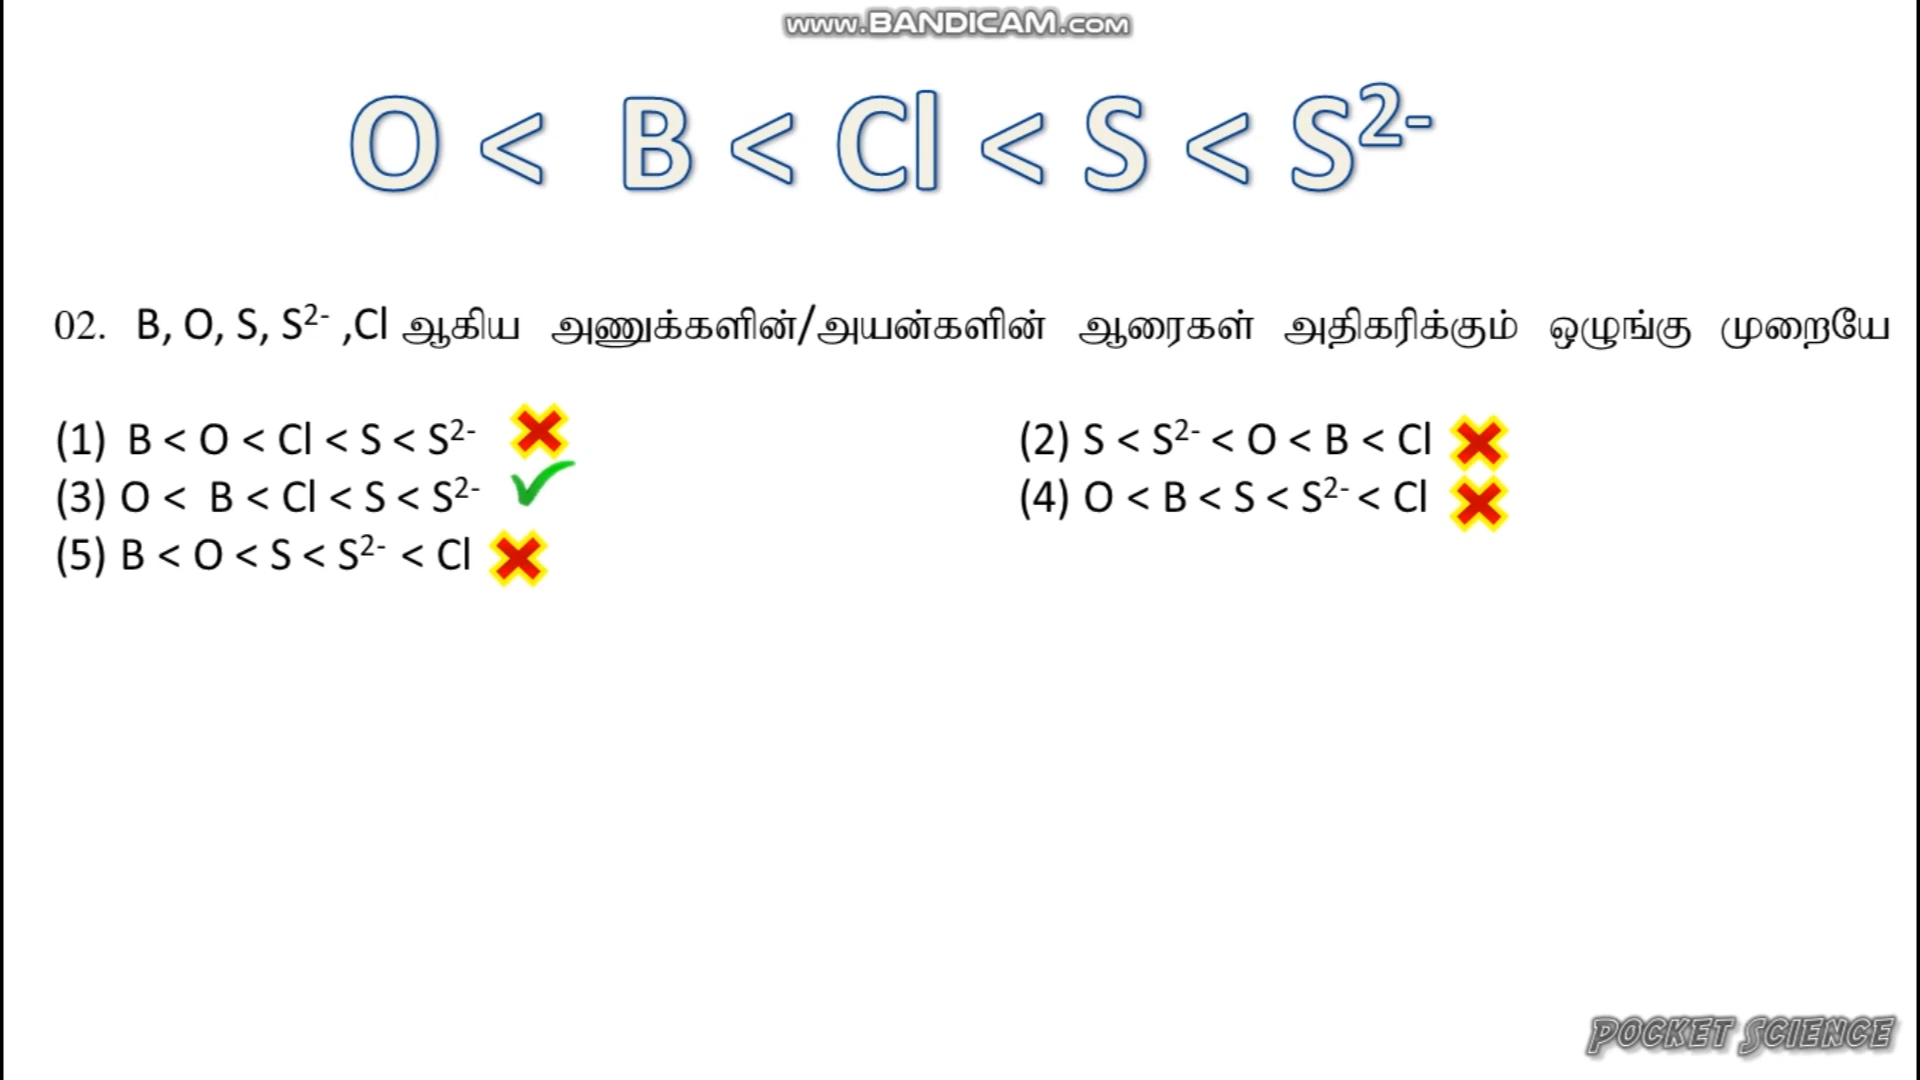 www.BANDICAM.com
O < B < Cl < S < S²⁻
02. B, O, S, S²⁻ ,Cl ஆகிய அணுக்களின்/அயன்களின் ஆரைகள் அதிகரிக்கும் ஒழுங்கு முறையே
(1) B < O < Cl < S < S²⁻ (2) S < S²⁻ < O < B < Cl
(3) O < B < Cl < S < S²⁻ (4) O < B < S < S²⁻ < Cl
(5) B < O < S < S²⁻ < Cl
POCKET SCIENCE